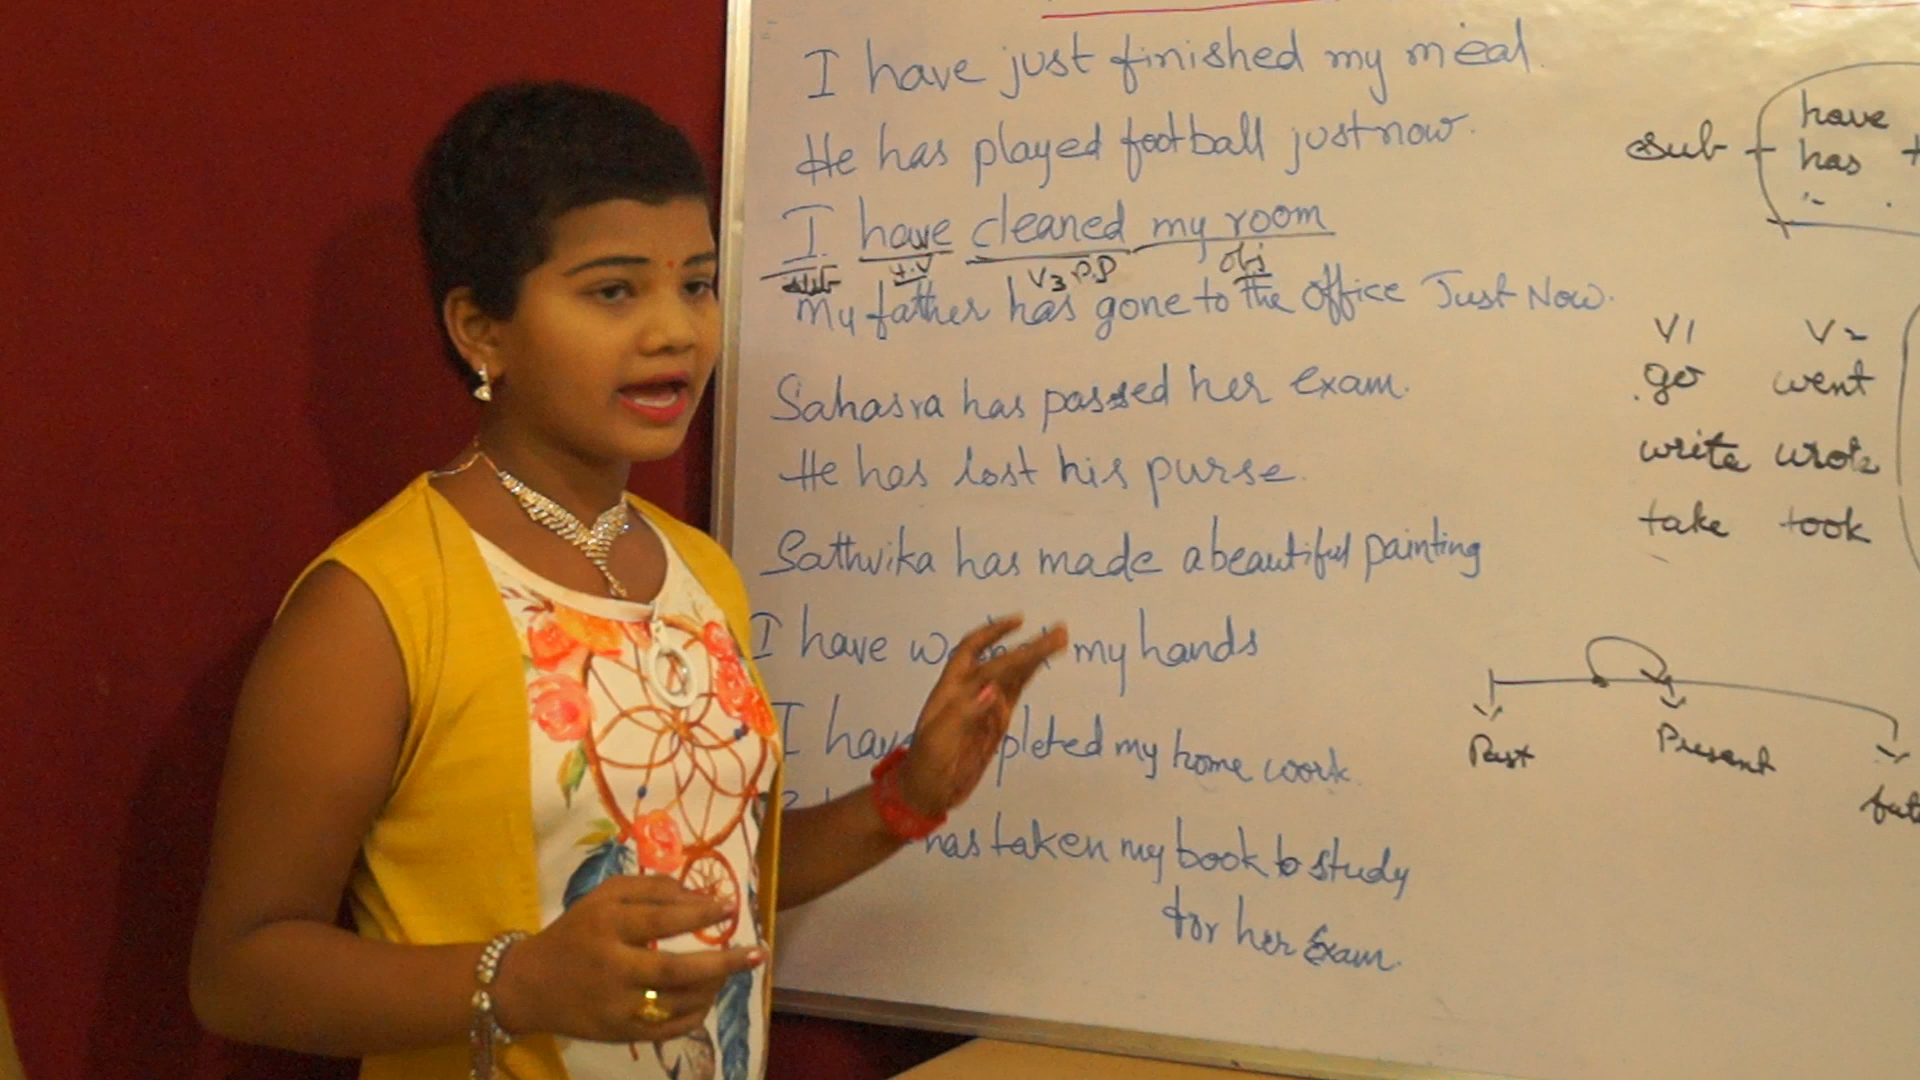 I have just finished my meal.
He has played football just now.
I have cleaned my room
sub H.V V3 P.P obj
My father has gone to the office Just Now.
Sahasra has passed her exam.
He has lost his purse.
Sathvika has made a beautiful painting
I have my hands
I have my home work.
has taken my book to study
for her Exam.
Sub + have
has +
V1 V2
go went
write wrote
take took
Past Present